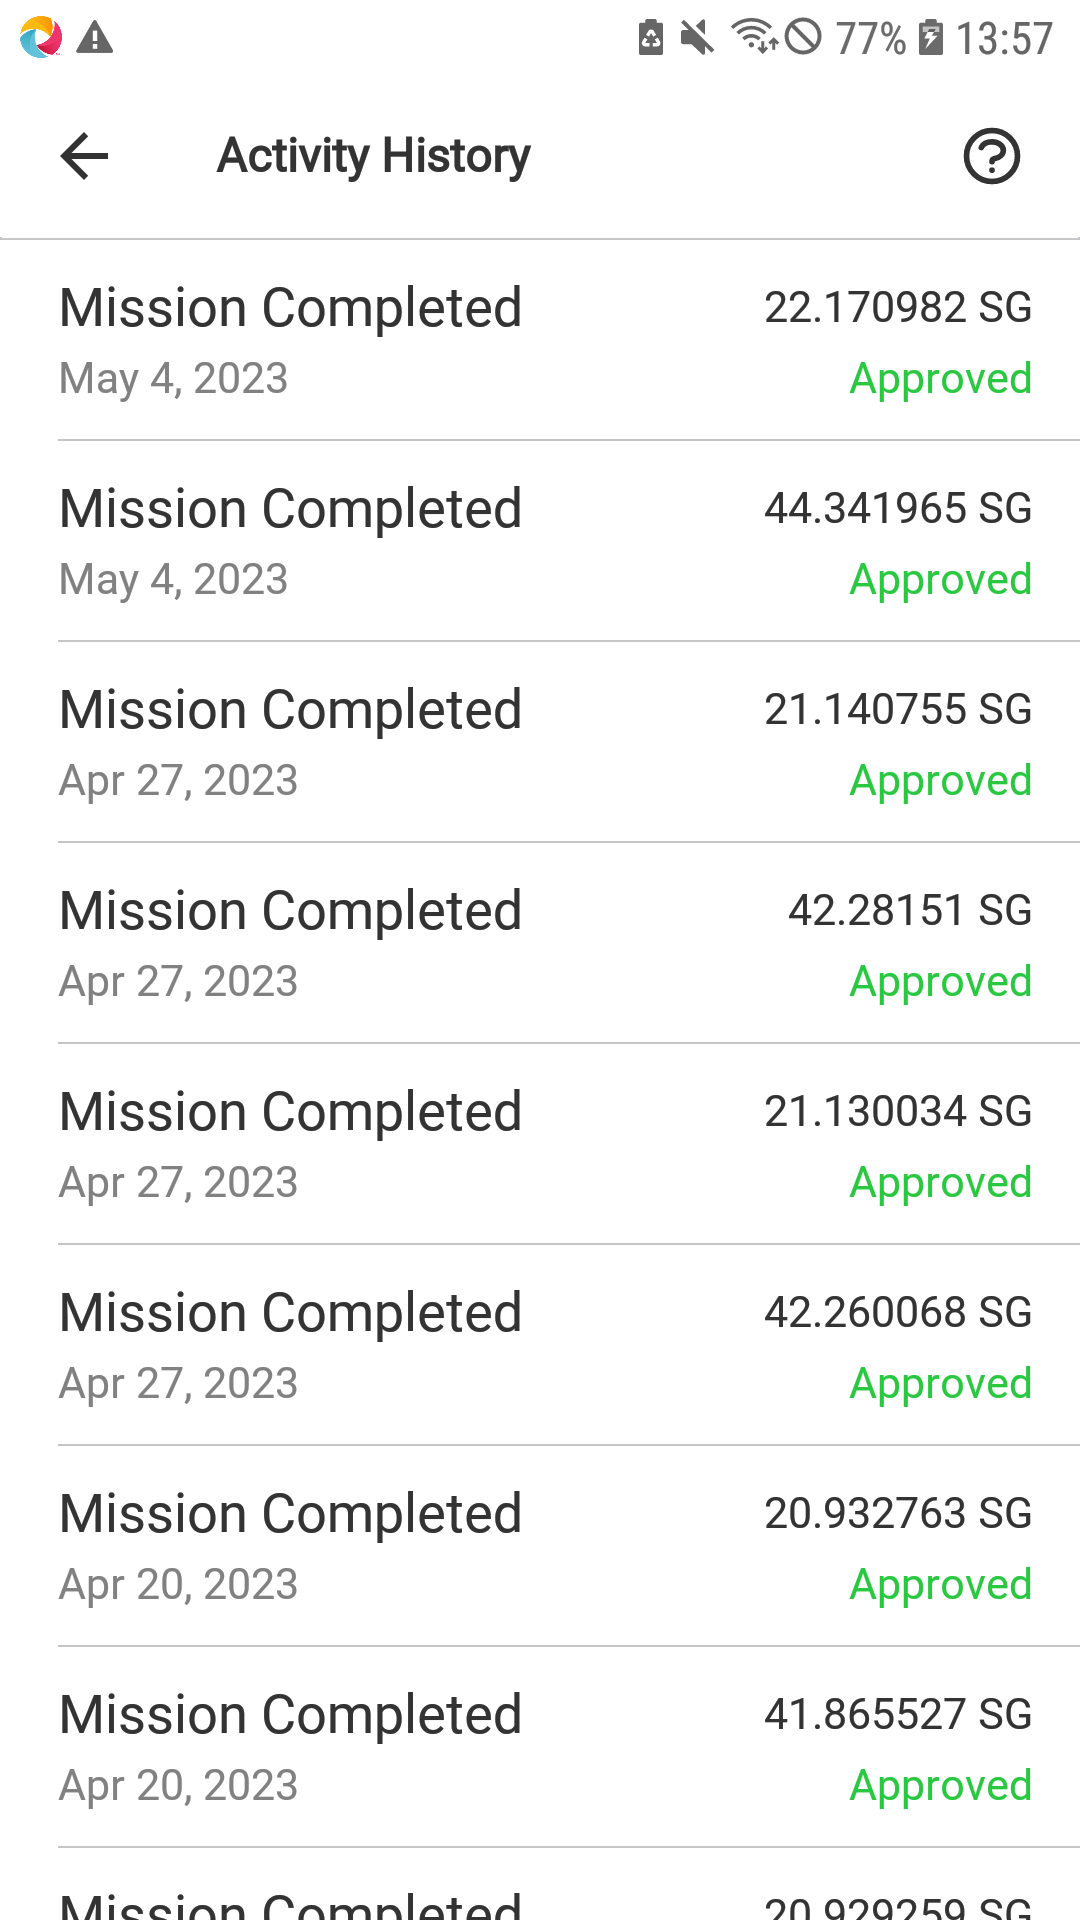 77% 13:57
Activity History
Mission Completed 22.170982 SG
May 4, 2023 Approved
Mission Completed 44.341965 SG
May 4, 2023 Approved
Mission Completed 21.140755 SG
Apr 27, 2023 Approved
Mission Completed 42.28151 SG
Apr 27, 2023 Approved
Mission Completed 21.130034 SG
Apr 27, 2023 Approved
Mission Completed 42.260068 SG
Apr 27, 2023 Approved
Mission Completed 20.932763 SG
Apr 20, 2023 Approved
Mission Completed 41.865527 SG
Apr 20, 2023 Approved
Mission Completed 20.929259 SG